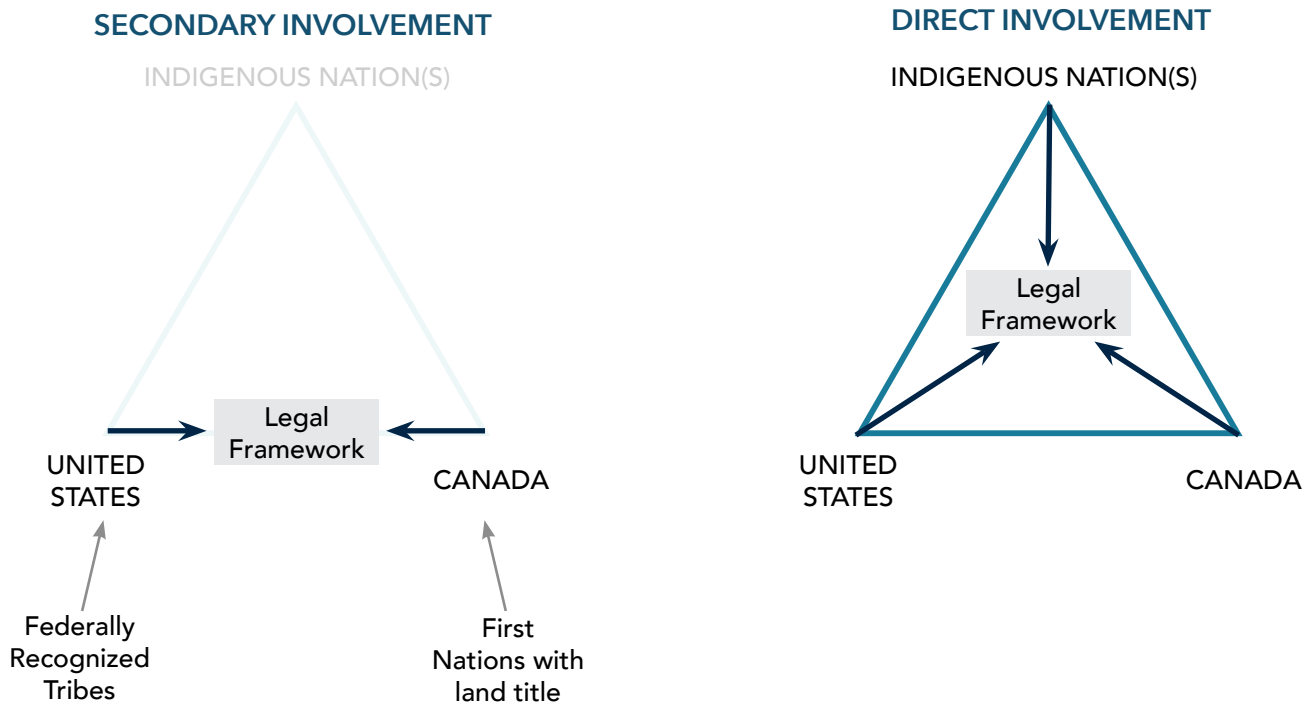 SECONDARY INVOLVEMENT
INDIGENOUS NATION(S)
Legal
Framework
UNITED
STATES
CANADA
Federally
Recognized
Tribes
First
Nations with
land title
DIRECT INVOLVEMENT
INDIGENOUS NATION(S)
Legal
Framework
UNITED
STATES
CANADA